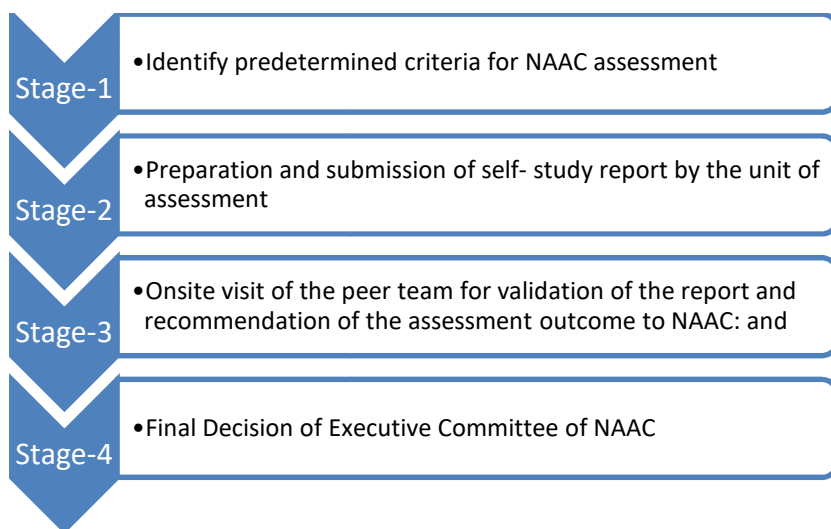 Stage-1
•Identify predetermined criteria for NAAC assessment
Stage-2
•Preparation and submission of self- study report by the unit of
assessment
Stage-3
•Onsite visit of the peer team for validation of the report and
recommendation of the assessment outcome to NAAC: and
Stage-4
•Final Decision of Executive Committee of NAAC